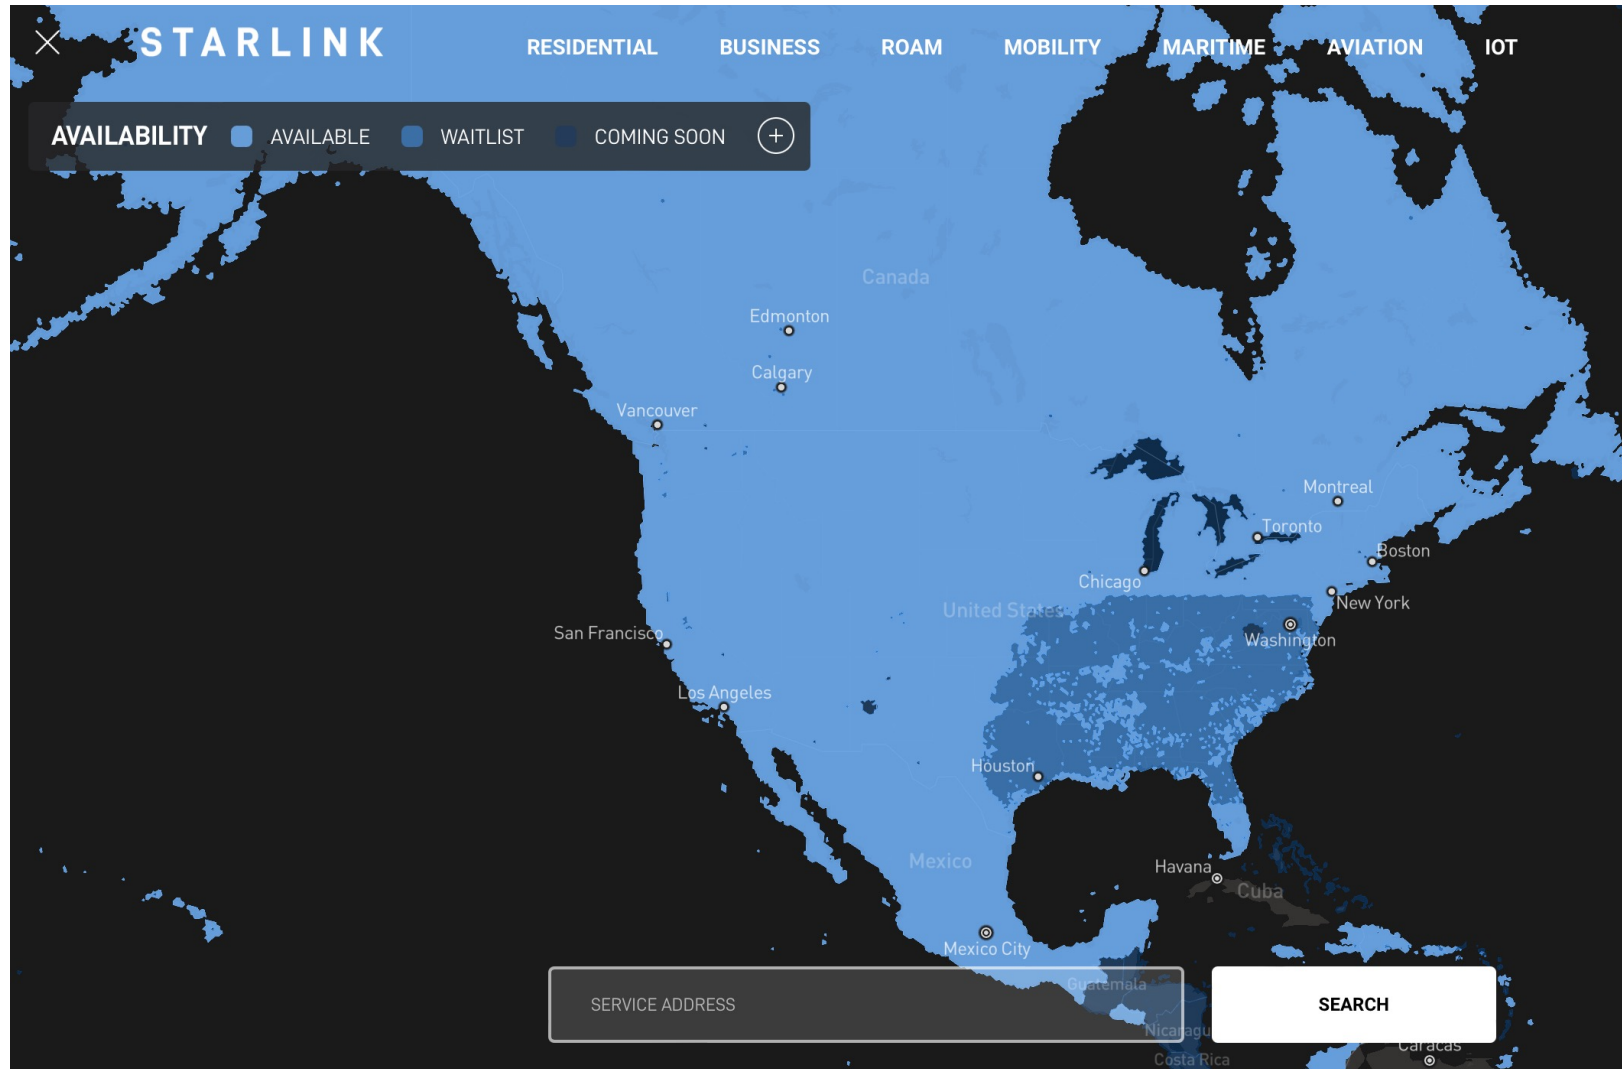 STARLINK
RESIDENTIAL
BUSINESS
ROAM
MOBILITY
MARITIME
AVIATION
IOT
AVAILABILITY
AVAILABLE
WAITLIST
COMING SOON
Canada
Edmonton
Calgary
Vancouver
Montreal
Toronto
Boston
Chicago
New York
United States
San Francisco
Washington
Los Angeles
Houston
Mexico
Havana
Cuba
Mexico City
Guatemala
SERVICE ADDRESS
SEARCH
Nicaragu
Caracas
Costa Rica